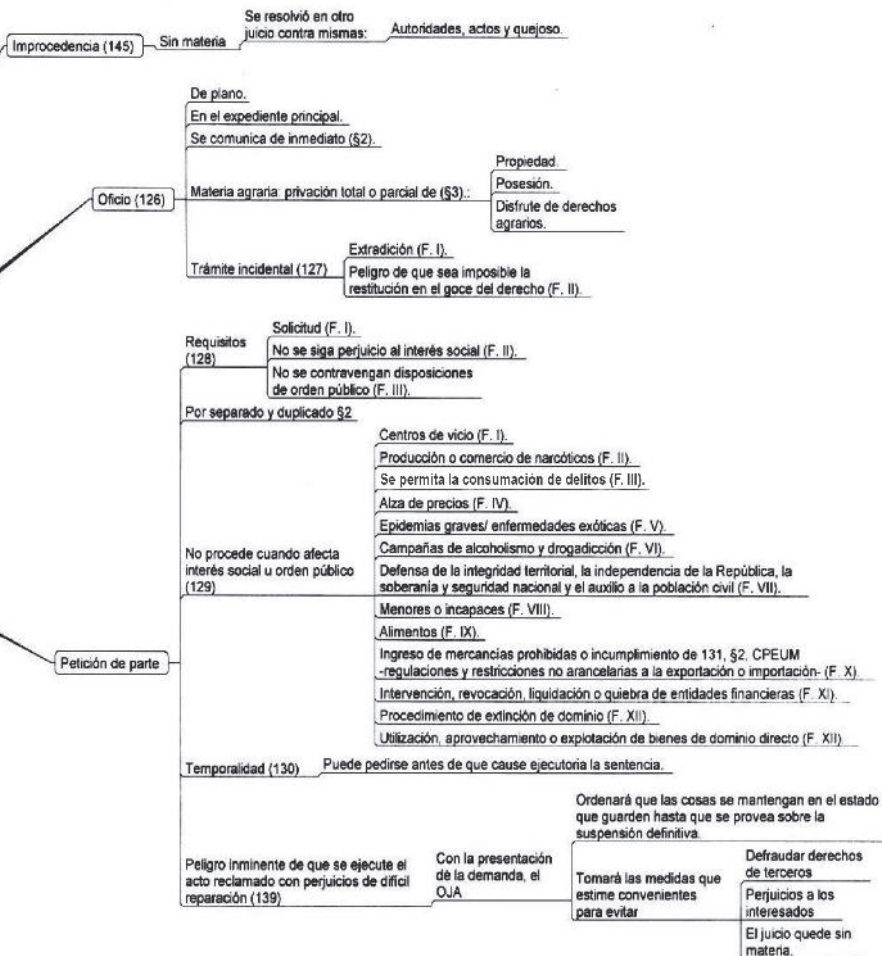 Improcedencia (145)
Sin materia
Se resolvió en otro
juicio contra mismas:
Autoridades, actos y quejoso.
Oficio (126)
De plano.
En el expediente principal.
Se comunica de inmediato (§2).
Materia agraria: privación total o parcial de (§3).:
Propiedad.
Posesión.
Disfrute de derechos
agrarios.
Trámite incidental (127)
Extradición (F. I).
Peligro de que sea imposible la
restitución en el goce del derecho (F. II).
Petición de parte
Requisitos
(128)
Solicitud (F. I).
No se siga perjuicio al interés social (F. II).
No se contravengan disposiciones
de orden público (F. III).
Por separado y duplicado §2
No procede cuando afecta
interés social u orden público
(129)
Centros de vicio (F. I).
Producción o comercio de narcóticos (F. II).
Se permita la consumación de delitos (F. III).
Alza de precios (F. IV).
Epidemias graves/ enfermedades exóticas (F. V).
Campañas de alcoholismo y drogadicción (F. VI).
Defensa de la integridad territorial, la independencia de la República, la
soberanía y seguridad nacional y el auxilio a la población civil (F. VII).
Menores o incapaces (F. VIII).
Alimentos (F. IX).
Ingreso de mercancías prohibidas o incumplimiento de 131, §2, CPEUM
-regulaciones y restricciones no arancelarias a la exportación o importación- (F. X).
Intervención, revocación, liquidación o quiebra de entidades financieras (F. XI).
Procedimiento de extinción de dominio (F. XII).
Utilización, aprovechamiento o explotación de bienes de dominio directo (F. XII)
Temporalidad (130)
Puede pedirse antes de que cause ejecutoria la sentencia.
Peligro inminente de que se ejecute el
acto reclamado con perjuicios de difícil
reparación (139)
Con la presentación
de la demanda, el
OJA
Ordenará que las cosas se mantengan en el estado
que guarden hasta que se provea sobre la
suspensión definitiva.
Tomará las medidas que
estime convenientes
para evitar
Defraudar derechos
de terceros
Perjuicios a los
interesados
El juicio quede sin
materia.